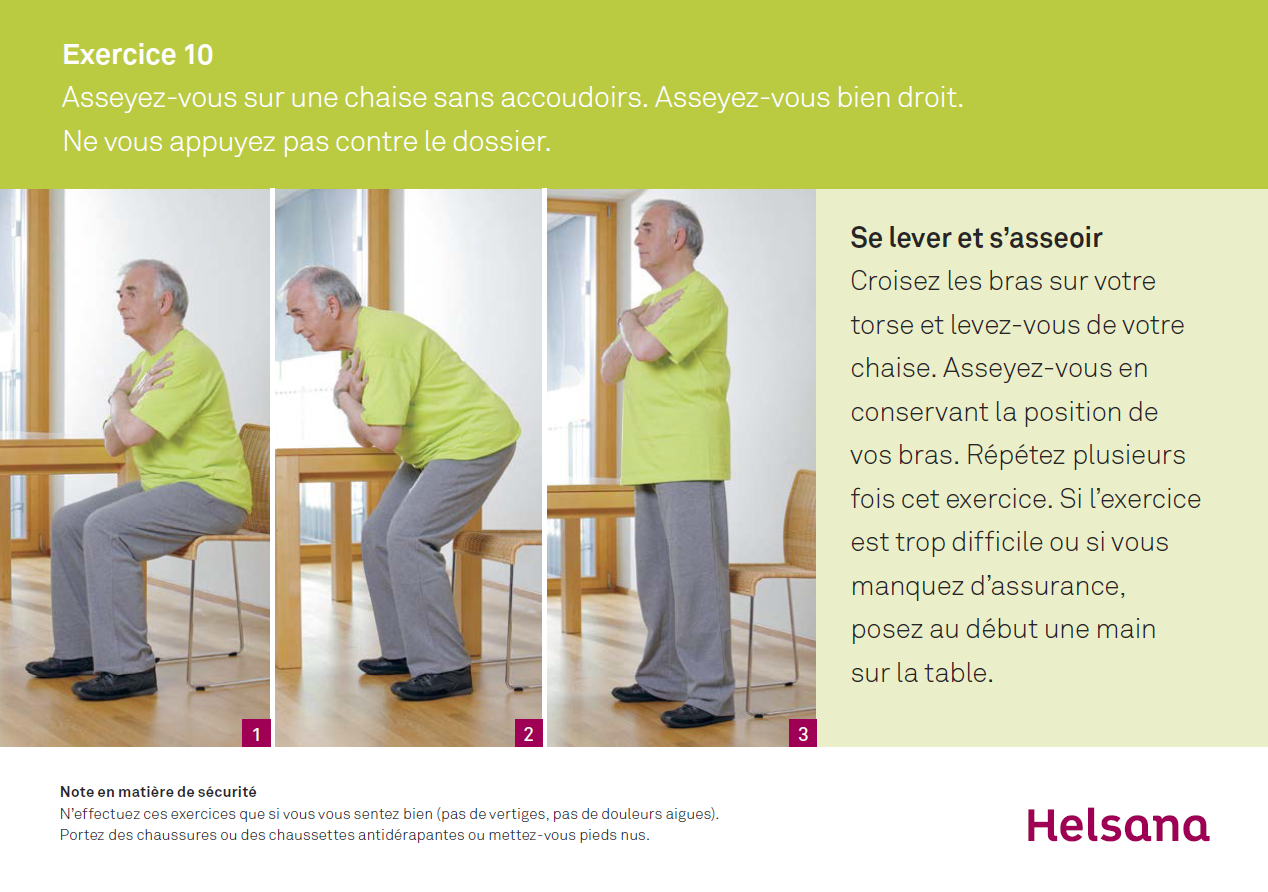 Exercice 10
Asseyez-vous sur une chaise sans accoudoirs. Asseyez-vous bien droit.
Ne vous appuyez pas contre le dossier.
Se lever et s’asseoir
Croisez les bras sur votre
torse et levez-vous de votre
chaise. Asseyez-vous en
conservant la position de
vos bras. Répétez plusieurs
fois cet exercice. Si l’exercice
est trop difficile ou si vous
manquez d’assurance,
posez au début une main
sur la table.
1
2
3
Note en matière de sécurité
N’effectuez ces exercices que si vous vous sentez bien (pas de vertiges, pas de douleurs aigues).
Portez des chaussures ou des chaussettes antidérapantes ou mettez-vous pieds nus.
Helsana